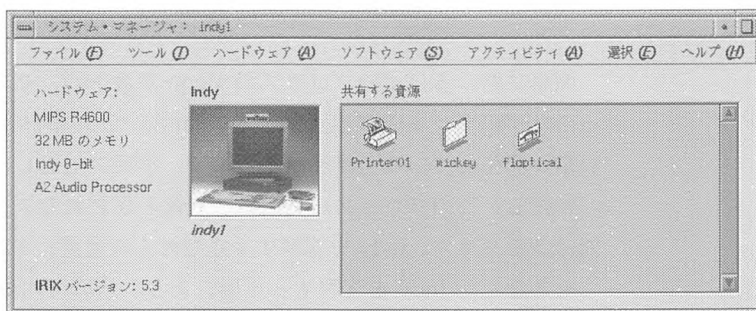 システム・マネージャ: indy1
ファイル(F) ツール(T) ハードウェア(A) ソフトウェア(S) アクティビティ(A) 選択(E) ヘルプ(H)
ハードウェア:
MIPS R4600
32 MB のメモリ
Indy 8-bit
A2 Audio Processor
IRIX バージョン: 5.3
Indy
indy1
共有する資源
Printer01 mickey floptical